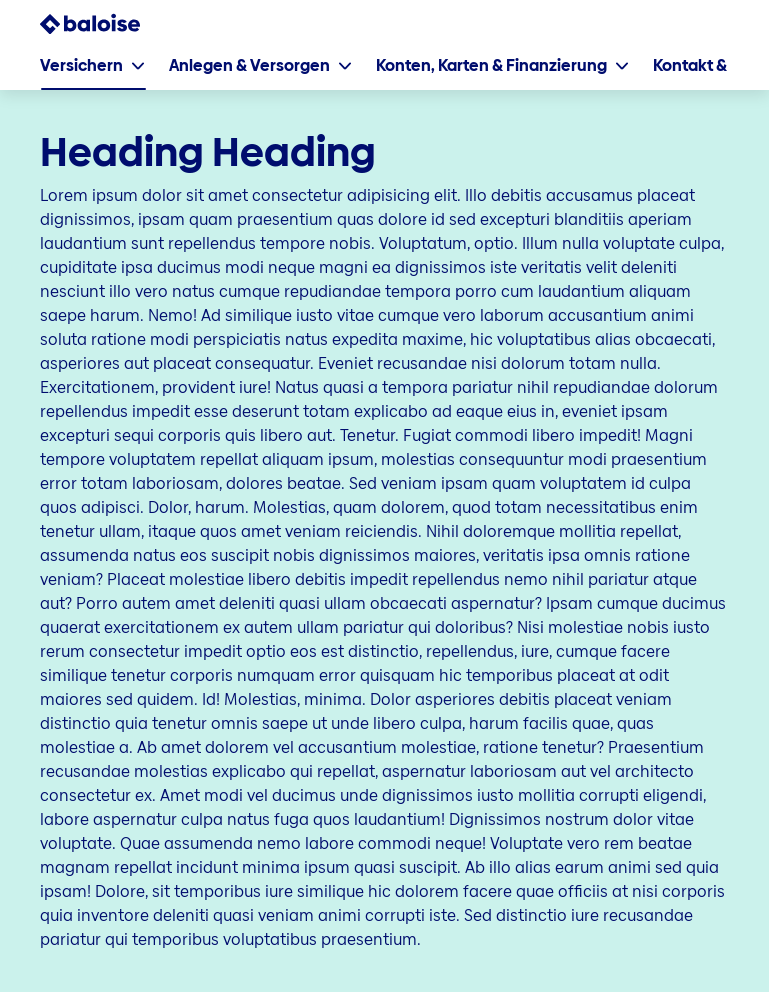 baloise
Versichern
Anlegen & Versorgen
Konten, Karten & Finanzierung
Kontakt &
Heading Heading
Lorem ipsum dolor sit amet consectetur adipisicing elit. Illo debitis accusamus placeat
dignissimos, ipsam quam praesentium quas dolore id sed excepturi blanditiis aperiam
laudantium sunt repellendus tempore nobis. Voluptatum, optio. Illum nulla voluptate culpa,
cupiditate ipsa ducimus modi neque magni ea dignissimos iste veritatis velit deleniti
nesciunt illo vero natus cumque repudiandae tempora porro cum laudantium aliquam
saepe harum. Nemo! Ad similique iusto vitae cumque vero laborum accusantium animi
soluta ratione modi perspiciatis natus expedita maxime, hic voluptatibus alias obcaecati,
asperiores aut placeat consequatur. Eveniet recusandae nisi dolorum totam nulla.
Exercitationem, provident iure! Natus quasi a tempora pariatur nihil repudiandae dolorum
repellendus impedit esse deserunt totam explicabo ad eaque eius in, eveniet ipsam
excepturi sequi corporis quis libero aut. Tenetur. Fugiat commodi libero impedit! Magni
tempore voluptatem repellat aliquam ipsum, molestias consequuntur modi praesentium
error totam laboriosam, dolores beatae. Sed veniam ipsam quam voluptatem id culpa
quos adipisci. Dolor, harum. Molestias, quam dolorem, quod totam necessitatibus enim
tenetur ullam, itaque quos amet veniam reiciendis. Nihil doloremque mollitia repellat,
assumenda natus eos suscipit nobis dignissimos maiores, veritatis ipsa omnis ratione
veniam? Placeat molestiae libero debitis impedit repellendus nemo nihil pariatur atque
aut? Porro autem amet deleniti quasi ullam obcaecati aspernatur? Ipsam cumque ducimus
quaerat exercitationem ex autem ullam pariatur qui doloribus? Nisi molestiae nobis iusto
rerum consectetur impedit optio eos est distinctio, repellendus, iure, cumque facere
similique tenetur corporis numquam error quisquam hic temporibus placeat at odit
maiores sed quidem. Id! Molestias, minima. Dolor asperiores debitis placeat veniam
distinctio quia tenetur omnis saepe ut unde libero culpa, harum facilis quae, quas
molestiae a. Ab amet dolorem vel accusantium molestiae, ratione tenetur? Praesentium
recusandae molestias explicabo qui repellat, aspernatur laboriosam aut vel architecto
consectetur ex. Amet modi vel ducimus unde dignissimos iusto mollitia corrupti eligendi,
labore aspernatur culpa natus fuga quos laudantium! Dignissimos nostrum dolor vitae
voluptate. Quae assumenda nemo labore commodi neque! Voluptate vero rem beatae
magnam repellat incidunt minima ipsum quasi suscipit. Ab illo alias earum animi sed quia
ipsam! Dolore, sit temporibus iure similique hic dolorem facere quae officiis at nisi corporis
quia inventore deleniti quasi veniam animi corrupti iste. Sed distinctio iure recusandae
pariatur qui temporibus voluptatibus praesentium.